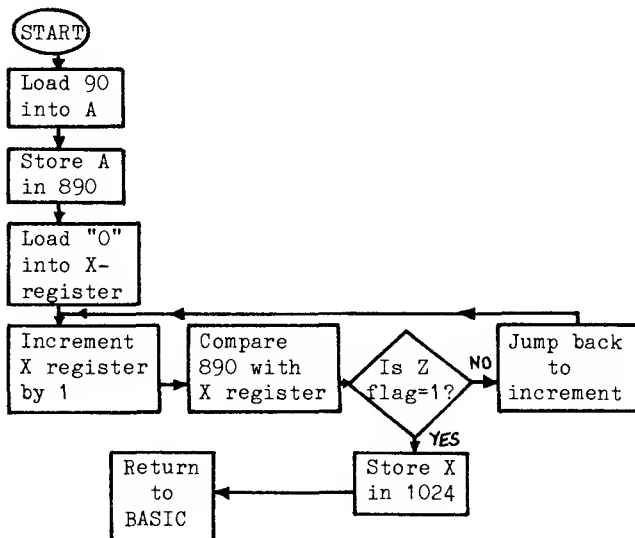 START
Load 90
into A
Store A
in 890
Load "0"
into X-
register
Increment
X register
by 1
Compare
890 with
X register
Is Z
flag=1?
NO
Jump back
to
increment
YES
Store X
in 1024
Return
to
BASIC